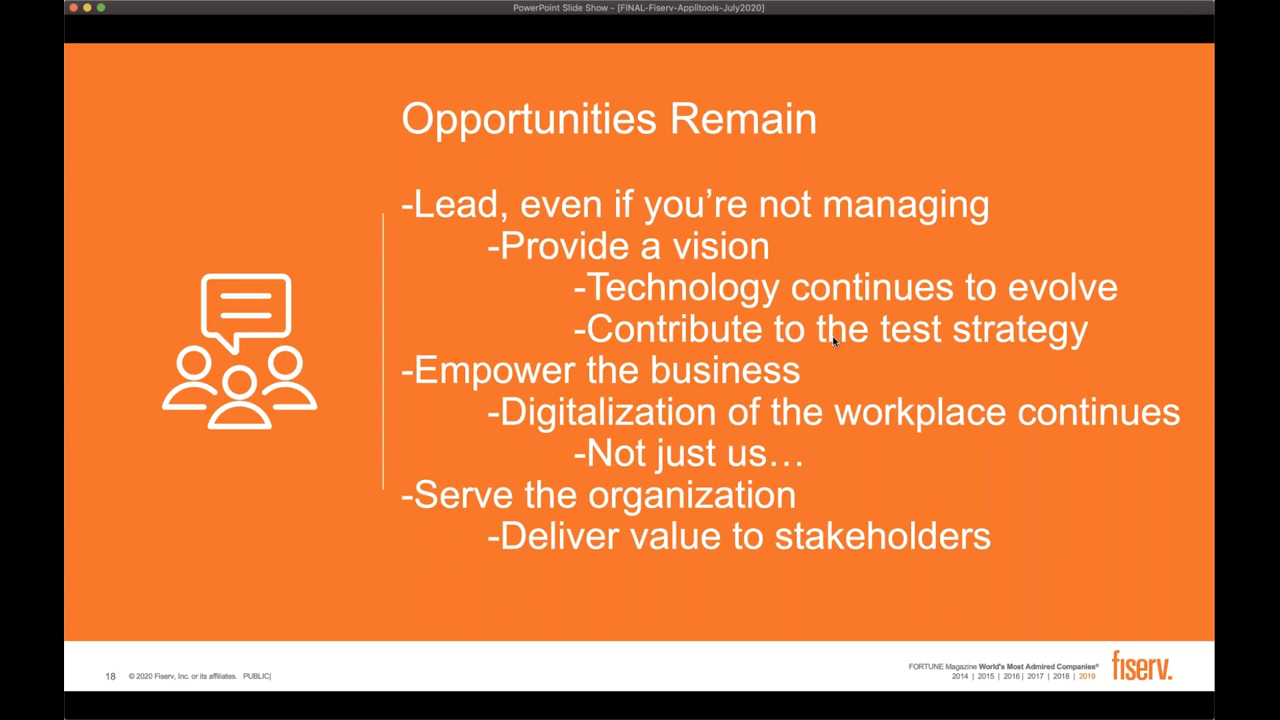 PowerPoint Slide Show - [FINAL-Fiserv-Applitools-July2020]
Opportunities Remain
-Lead, even if you’re not managing
-Provide a vision
-Technology continues to evolve
-Contribute to the test strategy
-Empower the business
-Digitalization of the workplace continues
-Not just us…
-Serve the organization
-Deliver value to stakeholders
18 © 2020 Fiserv, Inc. or its affiliates. PUBLIC|
FORTUNE Magazine World's Most Admired Companies®
2014 | 2015 | 2016 | 2017 | 2018 | 2019
fiserv.